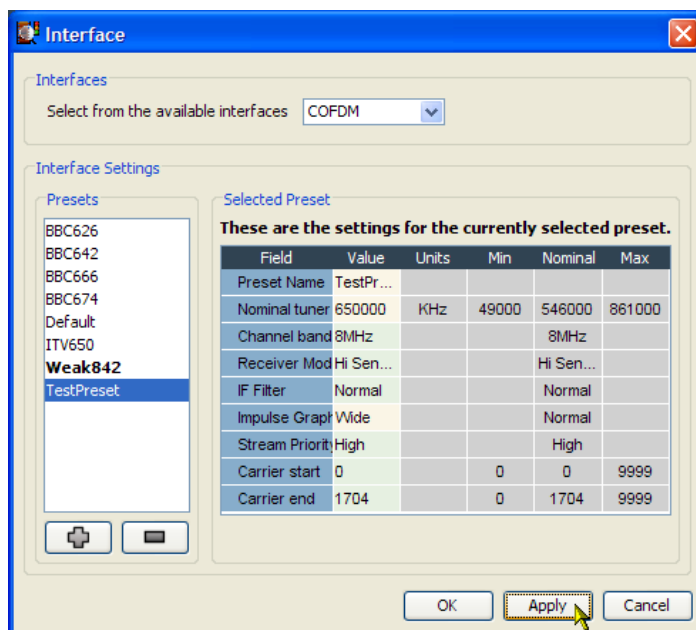 Interface
Interfaces
Select from the available interfaces COFDM
Interface Settings
Presets
BBC626
BBC642
BBC666
BBC674
Default
ITV650
Weak842
TestPreset
Selected Preset
These are the settings for the currently selected preset.
Field Value Units Min Nominal Max
Preset Name TestPr...
Nominal tuner 650000 KHz 49000 546000 861000
Channel band 8MHz 8MHz
Receiver Mod Hi Sen... Hi Sen...
IF Filter Normal Normal
Impulse Graph Wide Normal
Stream Priorit High High
Carrier start 0 0 0 9999
Carrier end 1704 0 1704 9999
OK Apply Cancel